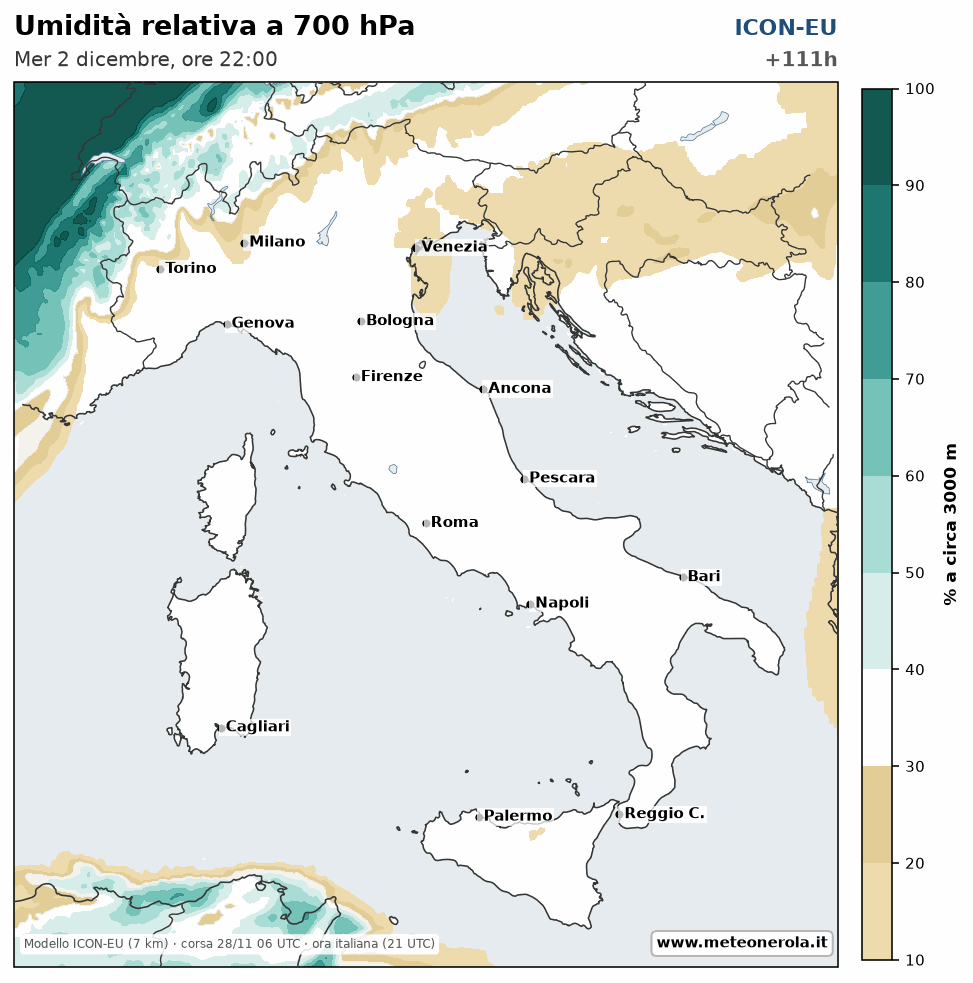 Umidità relativa a 700 hPa
ICON-EU
Mer 2 dicembre, ore 22:00
+111h
100
90
80
70
60
50
40
30
20
10
% a circa 3000 m
Milano
Venezia
Torino
Genova
Bologna
Firenze
Ancona
Pescara
Roma
Bari
Napoli
Cagliari
Palermo
Reggio C.
Modello ICON-EU (7 km) · corsa 28/11 06 UTC · ora italiana (21 UTC)
www.meteonerola.it